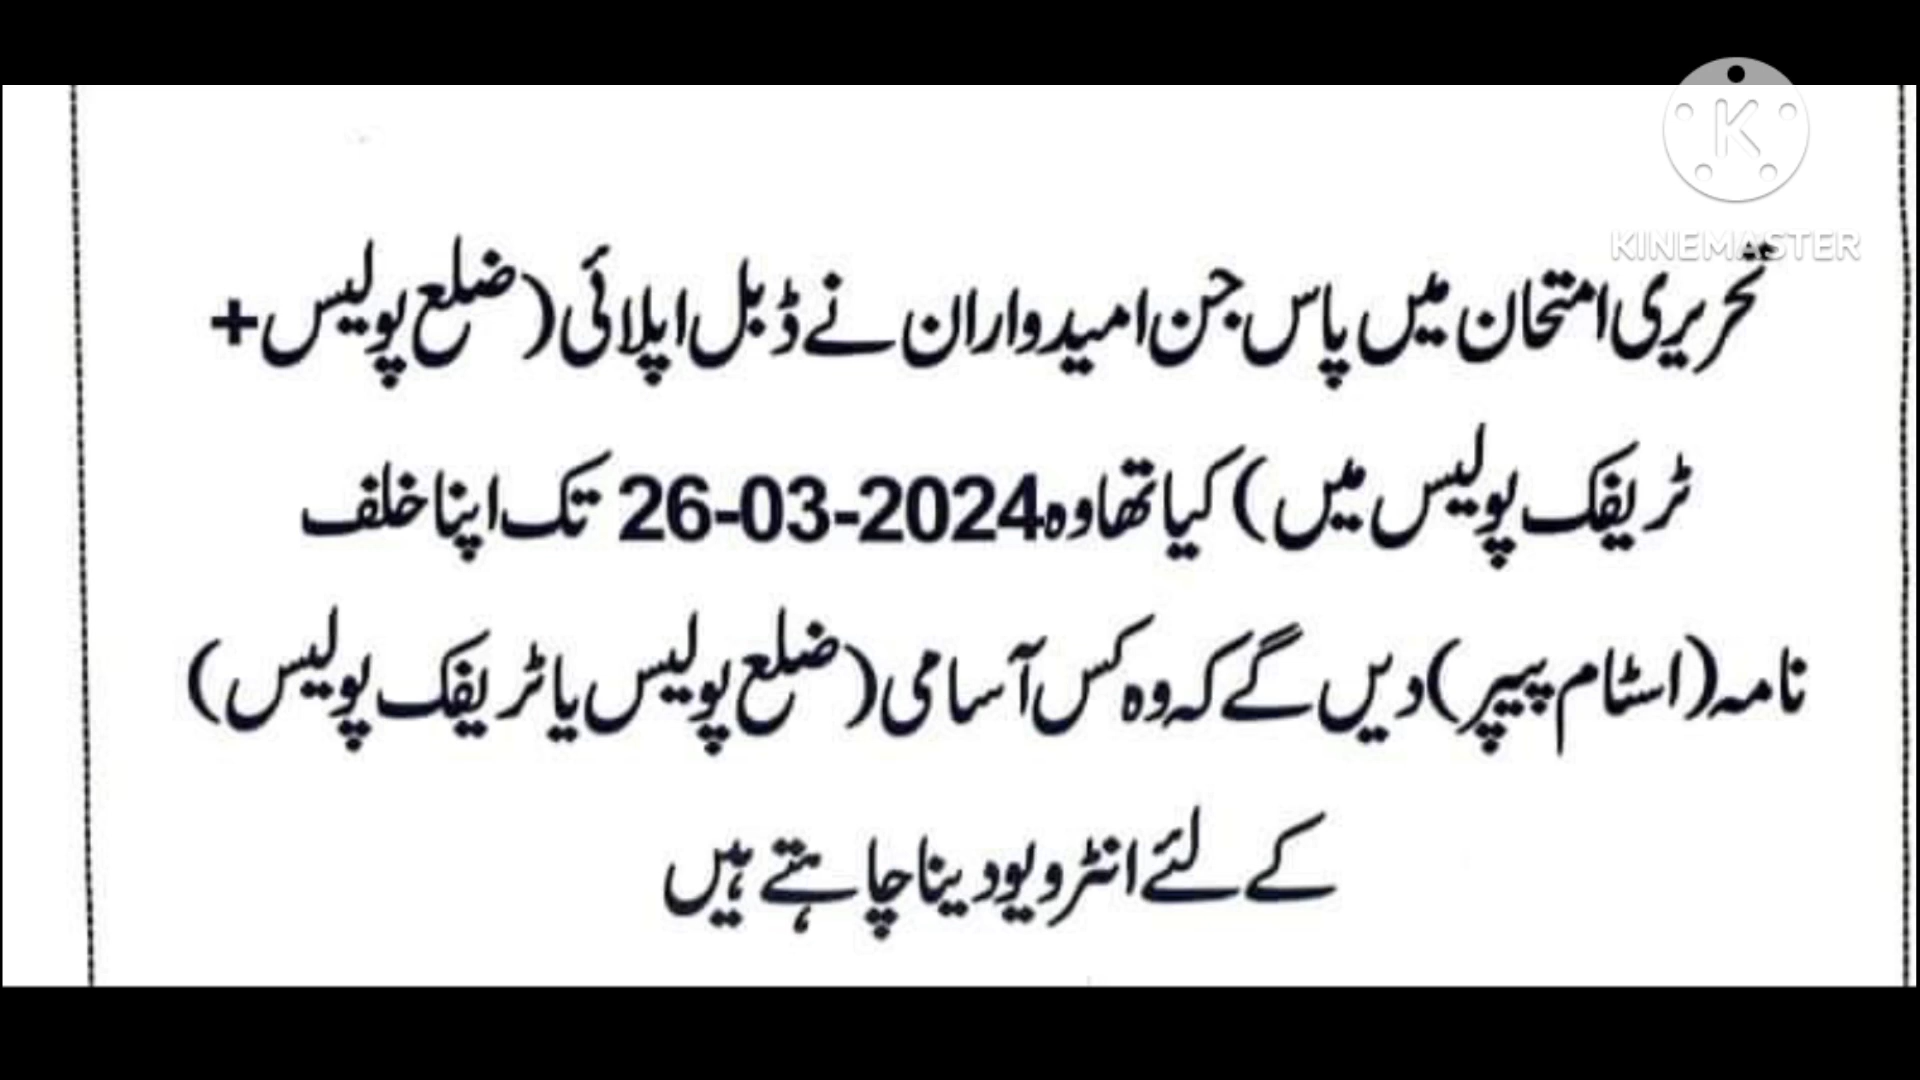 KINEMASTER
تحریری امتحان میں پاس جن امیدواران نے ڈبل اپلائی (ضلع پولیس +
ٹریفک پولیس میں) کیا تھا وہ 26-03-2024 تک اپنا خلف
نامہ (اسٹام پیپر) دیں گے کہ وہ کس آسامی (ضلع پولیس یا ٹریفک پولیس)
کے لئے انٹرویو دینا چاہتے ہیں